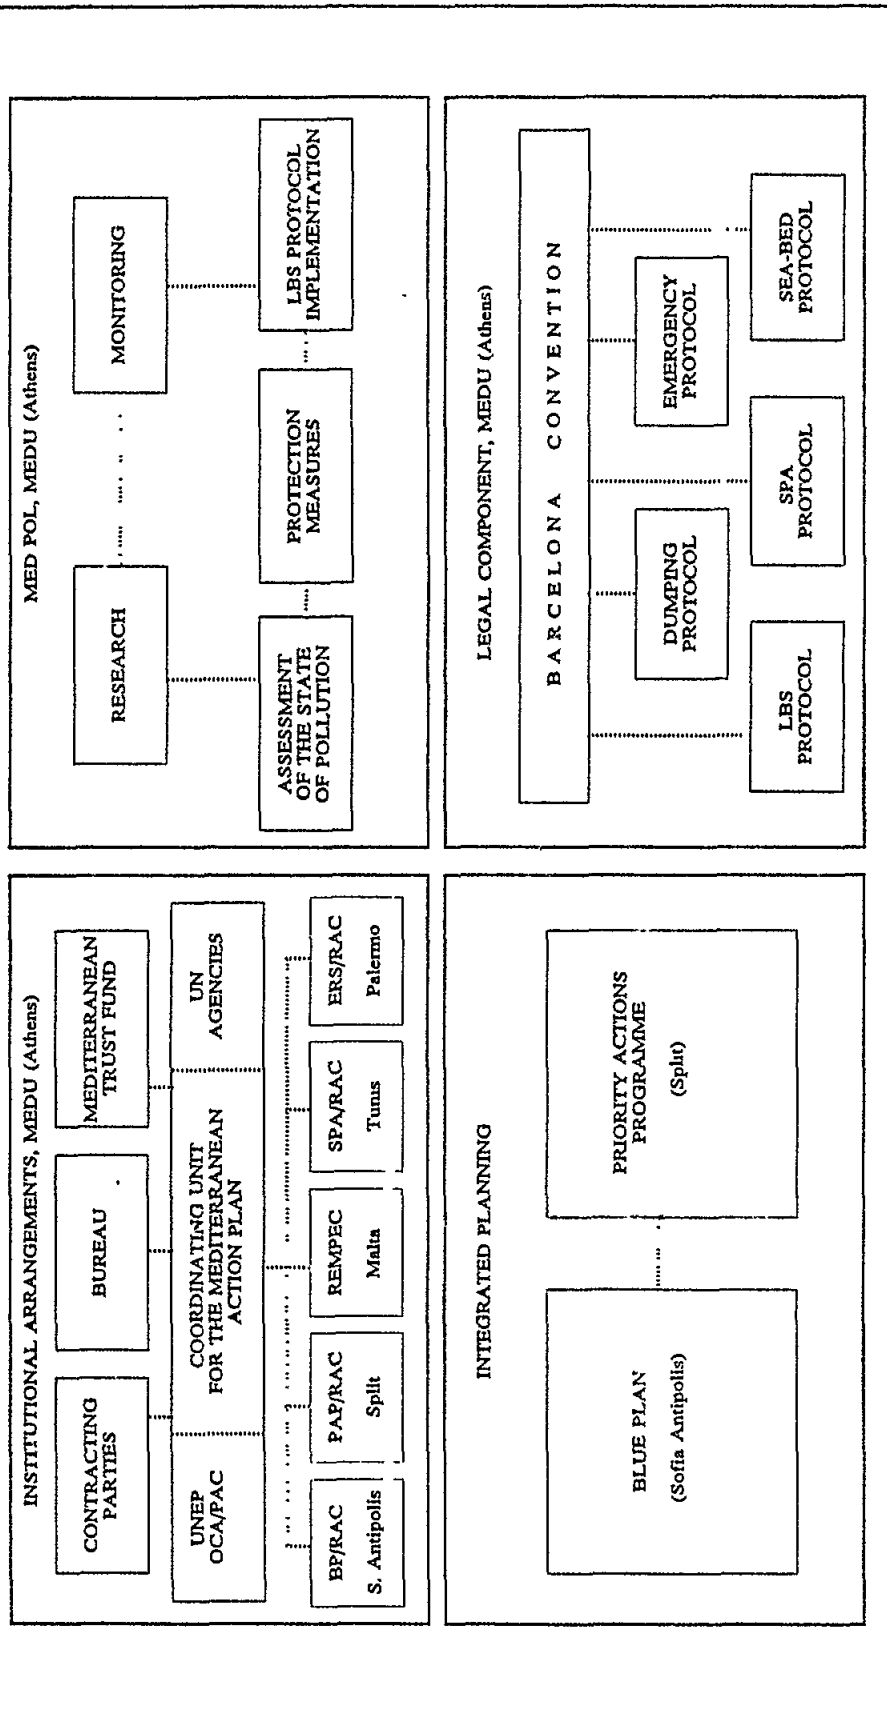 INSTITUTIONAL ARRANGEMENTS, MEDU (Athens)
CONTRACTING
PARTIES
BUREAU
MEDITERRANEAN
TRUST FUND
UNEP
OCA/PAC
COORDINATING UNIT
FOR THE MEDITERRANEAN
ACTION PLAN
UN
AGENCIES
BP/RAC
S. Antipolis
PAP/RAC
Split
REMPEC
Malta
SPA/RAC
Tunis
ERS/RAC
Palermo
MED POL, MEDU (Athens)
RESEARCH
MONITORING
ASSESSMENT
OF THE STATE
OF POLLUTION
PROTECTION
MEASURES
LBS PROTOCOL
IMPLEMENTATION
INTEGRATED PLANNING
BLUE PLAN
(Sofia Antipolis)
PRIORITY ACTIONS
PROGRAMME
(Split)
LEGAL COMPONENT, MEDU (Athens)
BARCELONA CONVENTION
DUMPING
PROTOCOL
EMERGENCY
PROTOCOL
LBS
PROTOCOL
SPA
PROTOCOL
SEA-BED
PROTOCOL